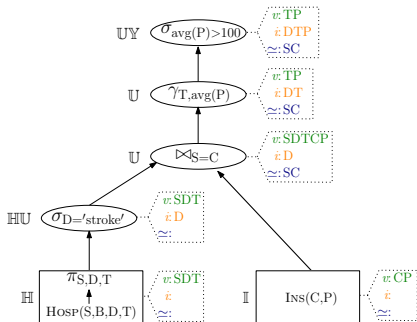 𝕌𝕐 σavg(P)>100 v: TP
i: DTP
≃: SC
𝕌 γT,avg(P) v: TP
i: DT
≃: SC
𝕌 ⋈S=C v: SDTCP
i: D
≃: SC
ℍ𝕌 σD='stroke' v: SDT
i: D
≃:
ℍ πS,D,T v: SDT
i:
≃:
HOSP(S,B,D,T)
𝕀 INS(C,P) v: CP
i:
≃: